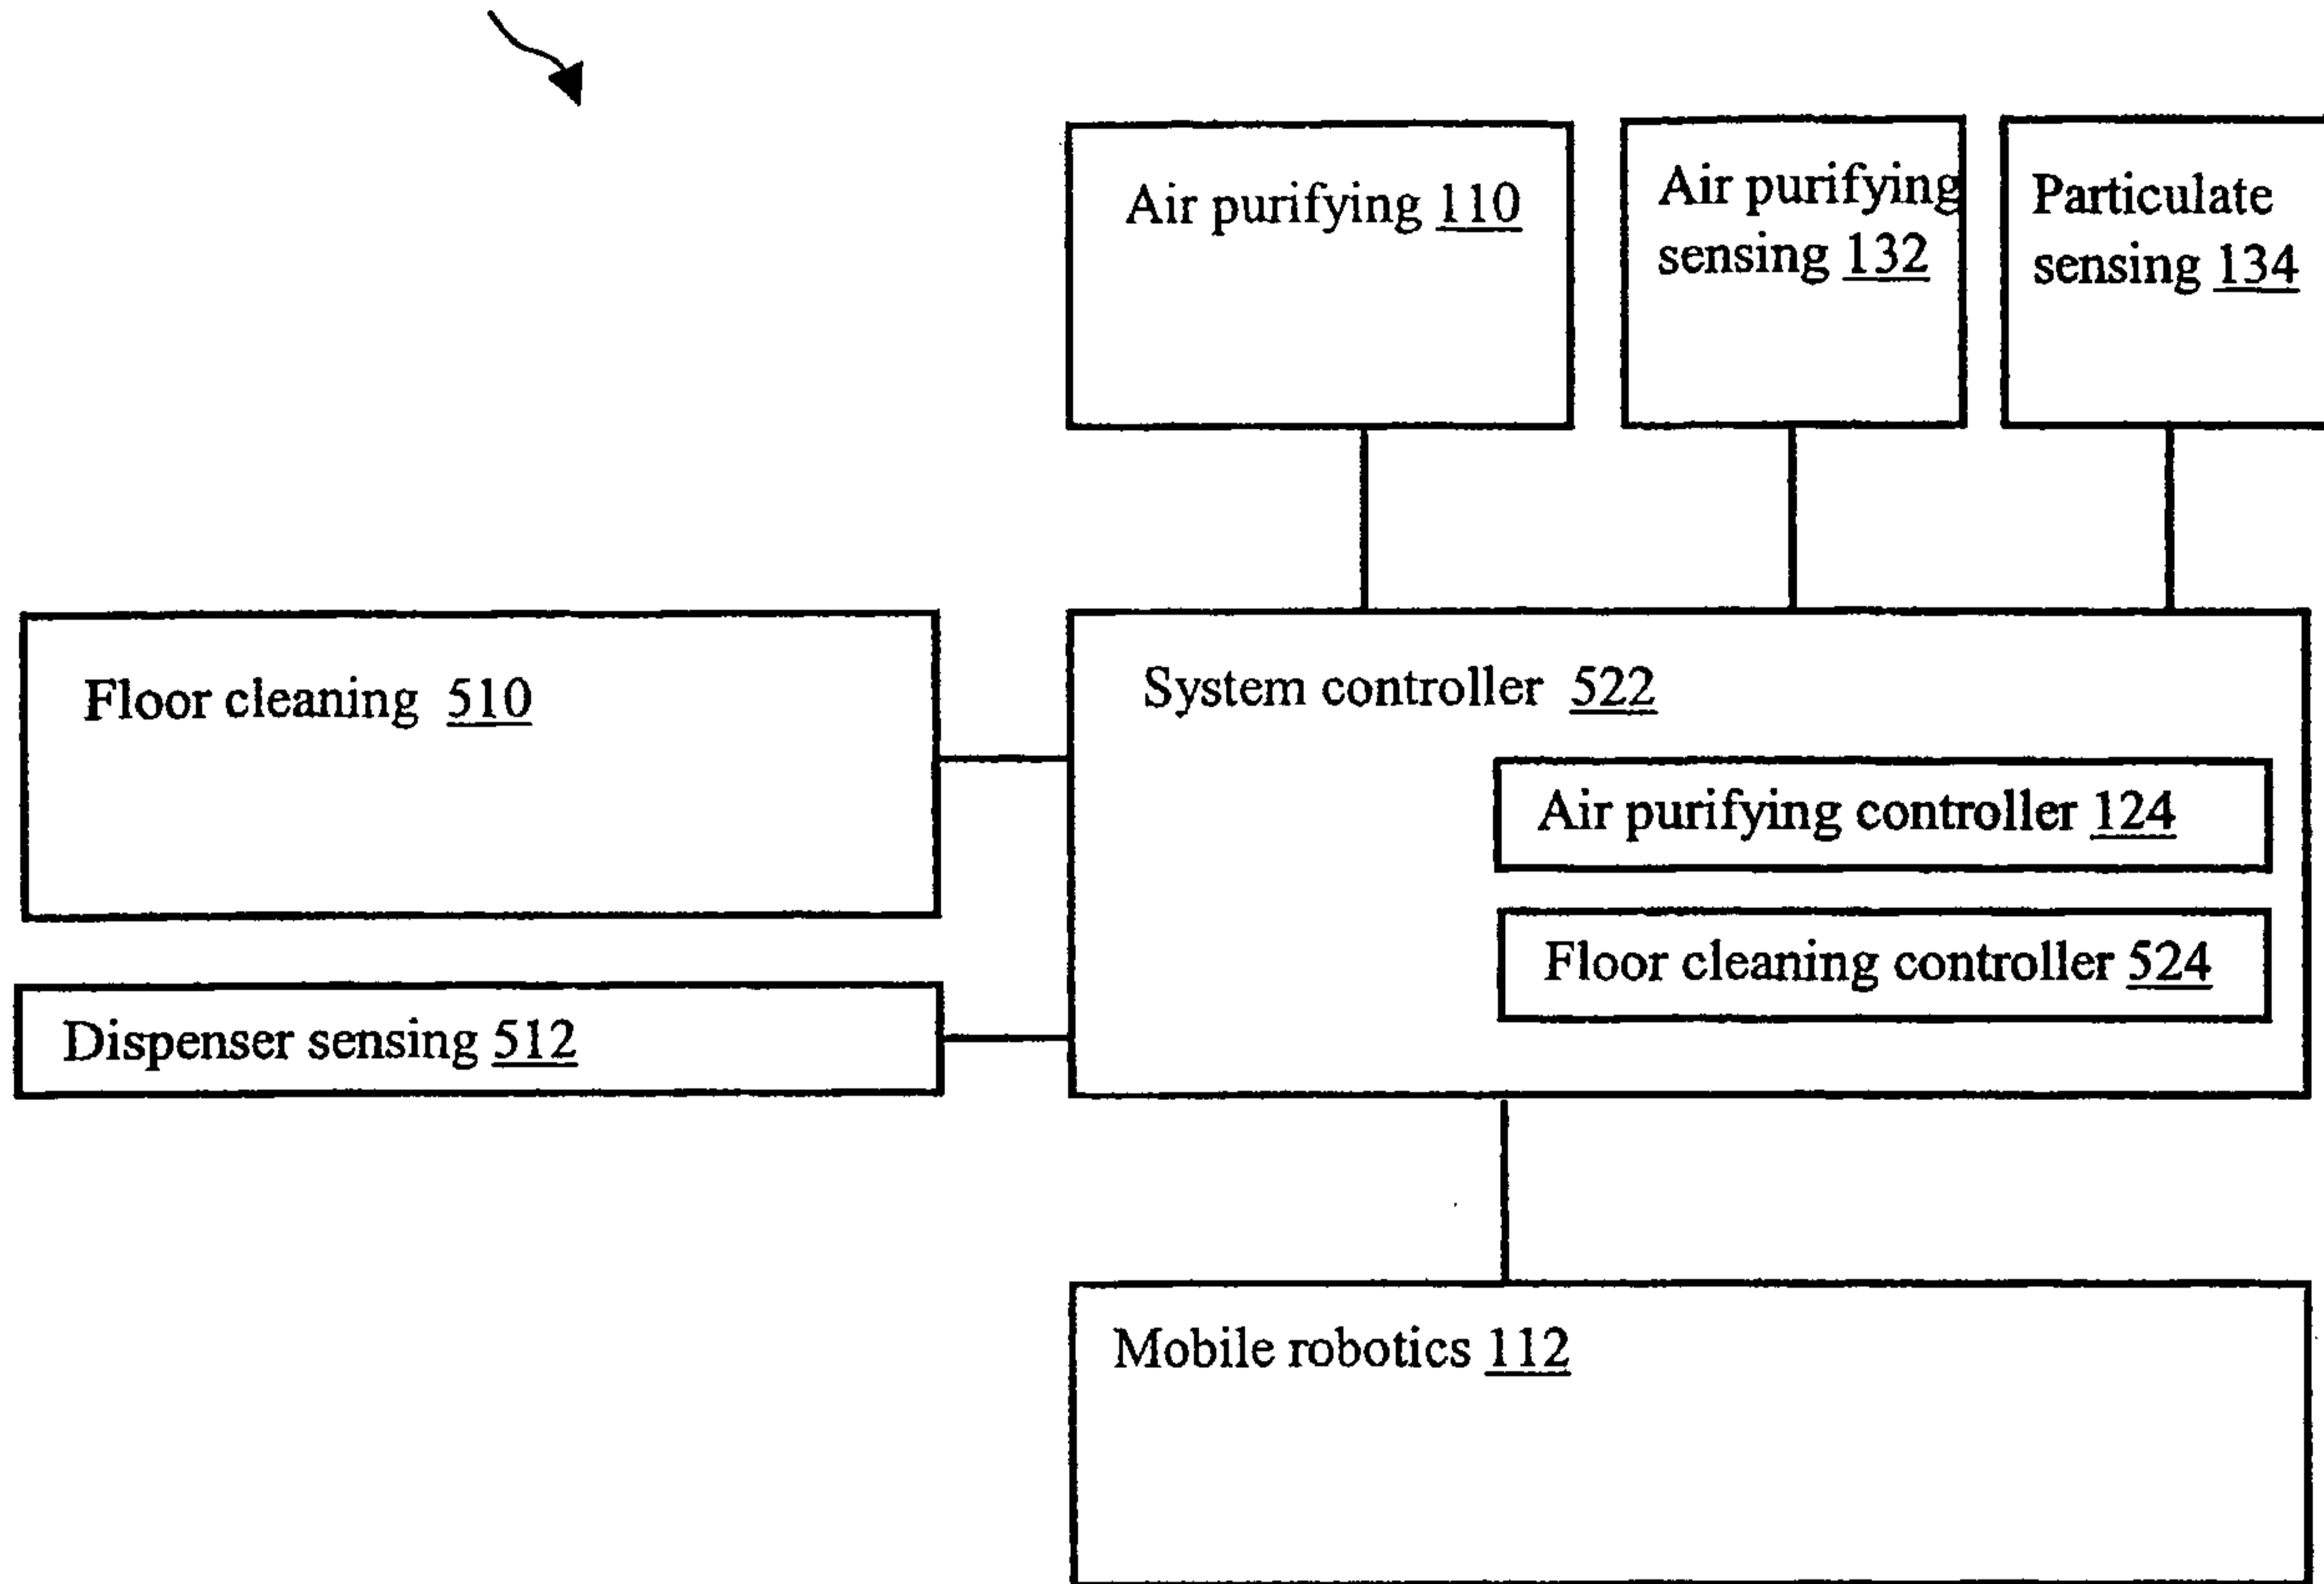 Air purifying 110
Air purifying
sensing 132
Particulate
sensing 134
Floor cleaning 510
System controller 522
Air purifying controller 124
Floor cleaning controller 524
Dispenser sensing 512
Mobile robotics 112